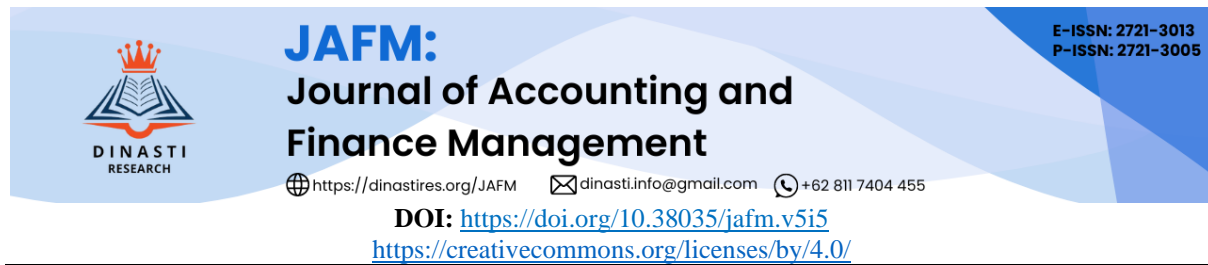 E-ISSN: 2721-3013
P-ISSN: 2721-3005
JAFM:
Journal of Accounting and
Finance Management
DINASTI
RESEARCH
https://dinastires.org/JAFM dinasti.info@gmail.com +62 811 7404 455
DOI: https://doi.org/10.38035/jafm.v5i5
https://creativecommons.org/licenses/by/4.0/